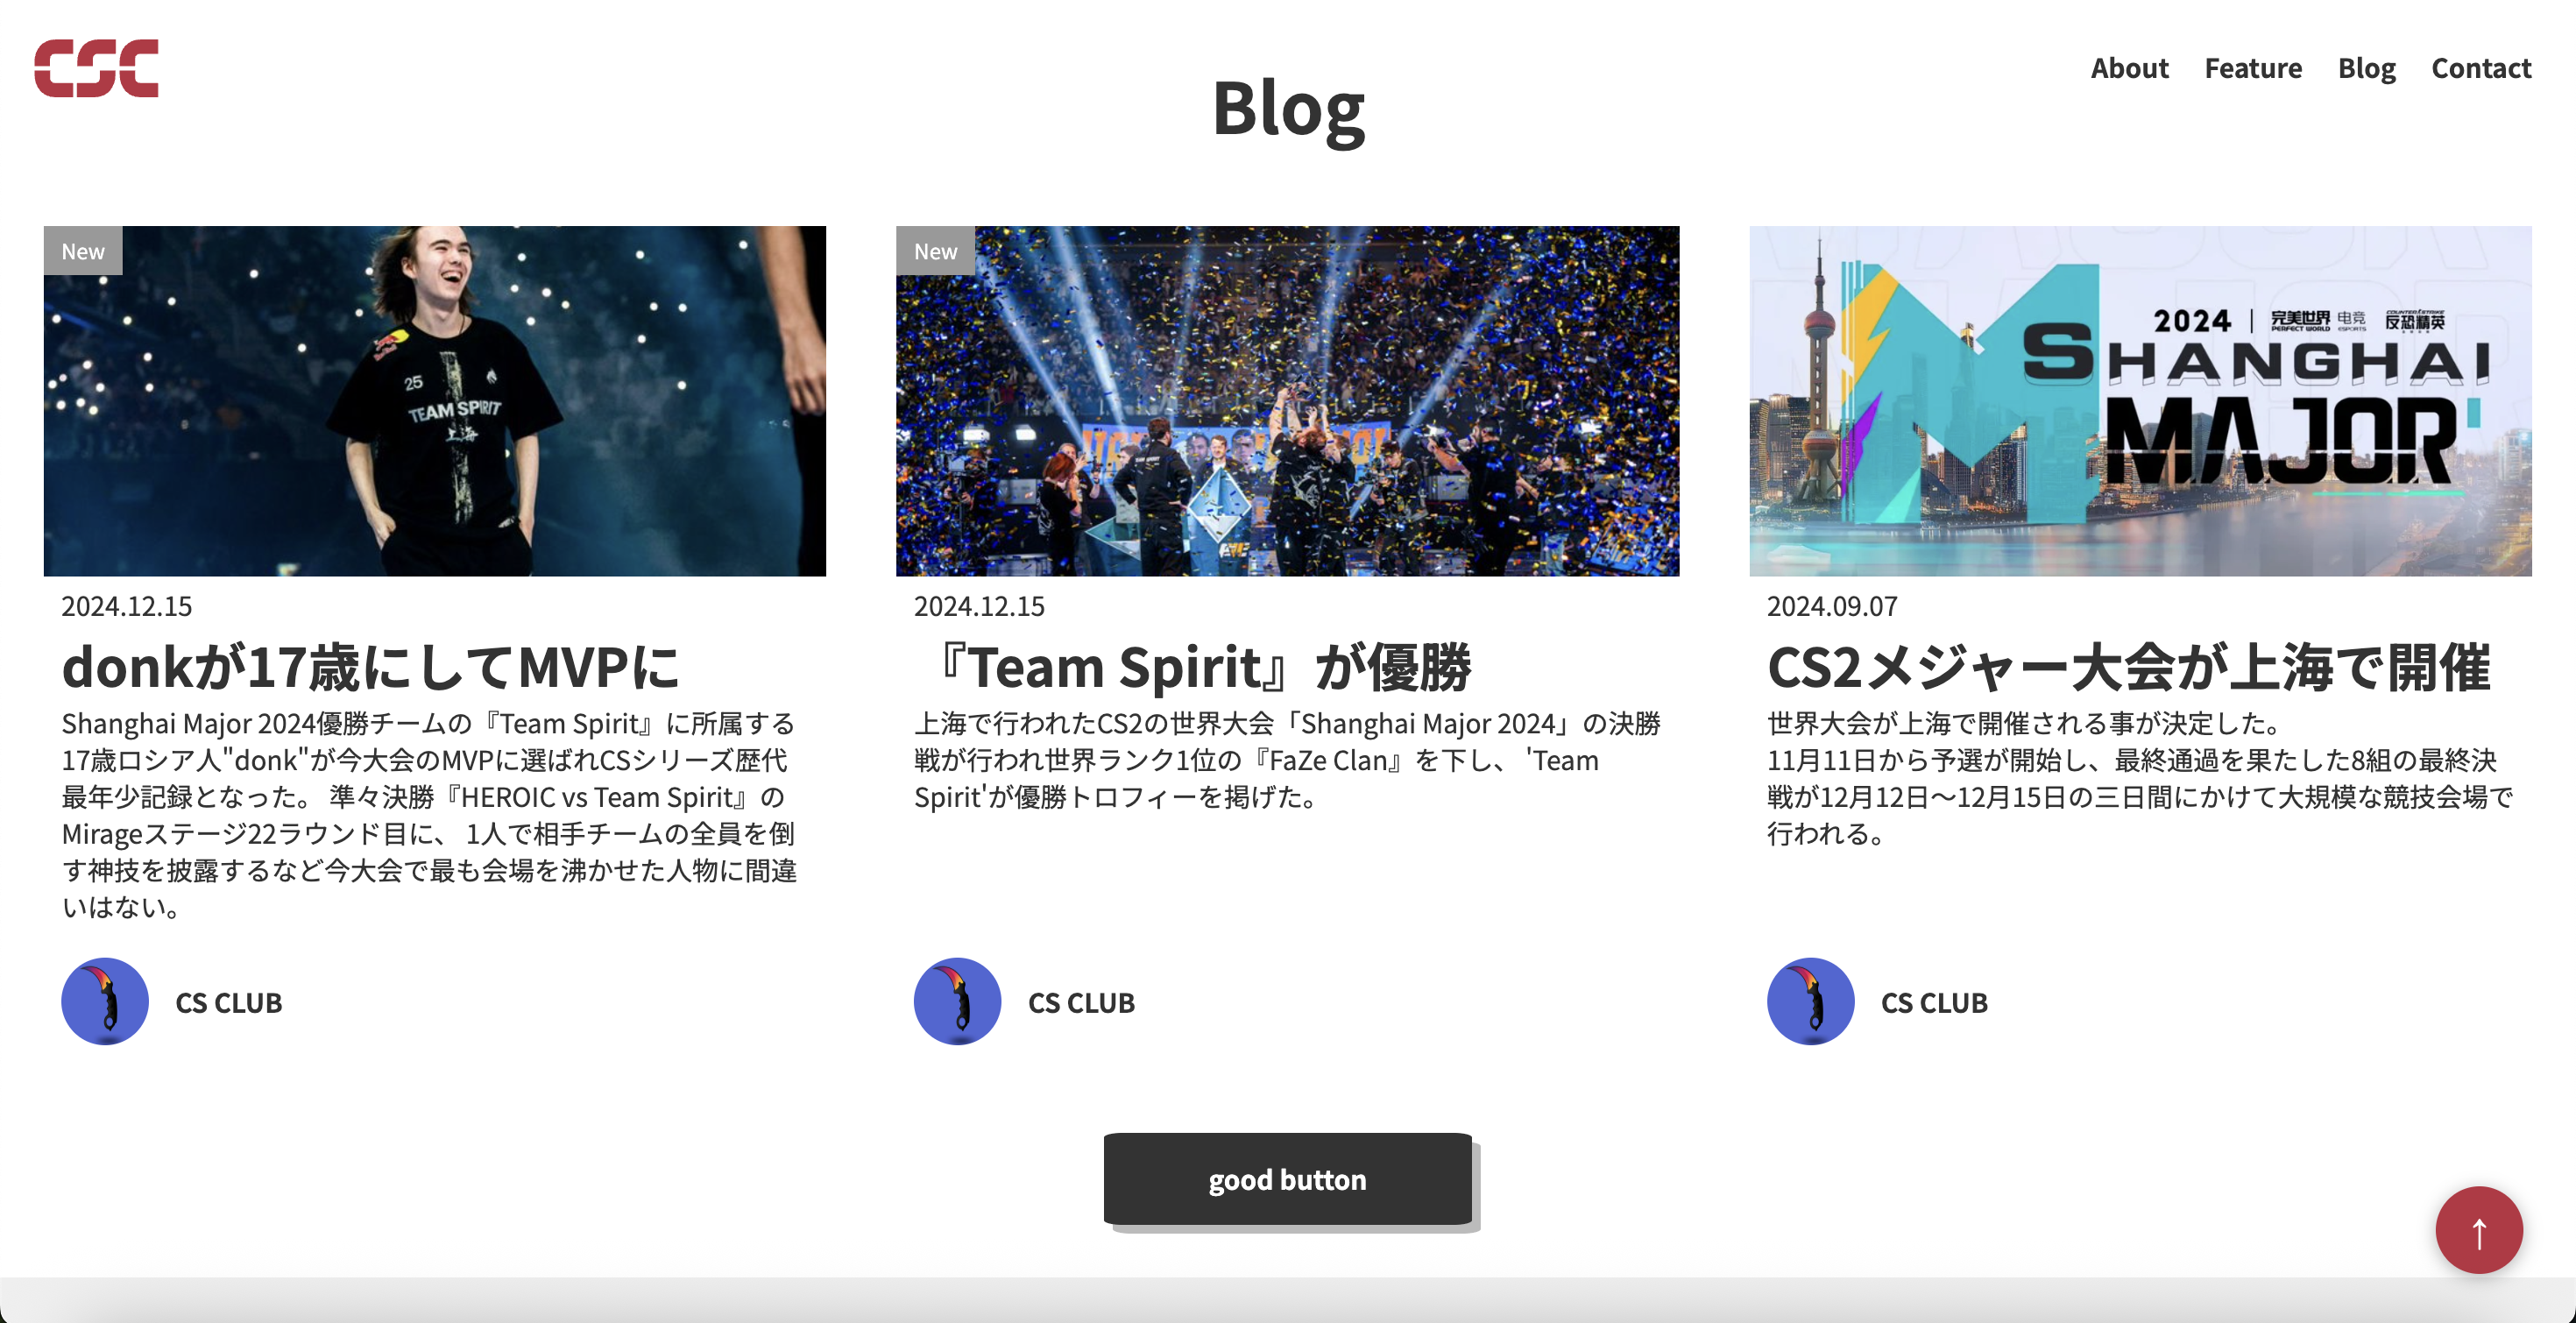 CSC
About Feature Blog Contact
Blog
New
25
TEAM SPIRIT
上海
2024.12.15
donkが17歳にしてMVPに
Shanghai Major 2024優勝チームの『Team Spirit』に所属する
17歳ロシア人"donk"が今大会のMVPに選ばれCSシリーズ歴代
最年少記録となった。 準々決勝『HEROIC vs Team Spirit』の
Mirageステージ22ラウンド目に、 1人で相手チームの全員を倒
す神技を披露するなど今大会で最も会場を沸かせた人物に間違
いはない。
CS CLUB
New
2024.12.15
『Team Spirit』が優勝
上海で行われたCS2の世界大会「Shanghai Major 2024」の決勝
戦が行われ世界ランク1位の『FaZe Clan』を下し、 'Team
Spirit'が優勝トロフィーを掲げた。
CS CLUB
2024 | 完美世界 电竞 COUNTER-STRIKE
PERFECT WORLD ESPORTS 反恐精英
SHANGHAI
MAJOR
2024.09.07
CS2メジャー大会が上海で開催
世界大会が上海で開催される事が決定した。
11月11日から予選が開始し、最終通過を果たした8組の最終決
戦が12月12日〜12月15日の三日間にかけて大規模な競技会場で
行われる。
CS CLUB
good button
↑